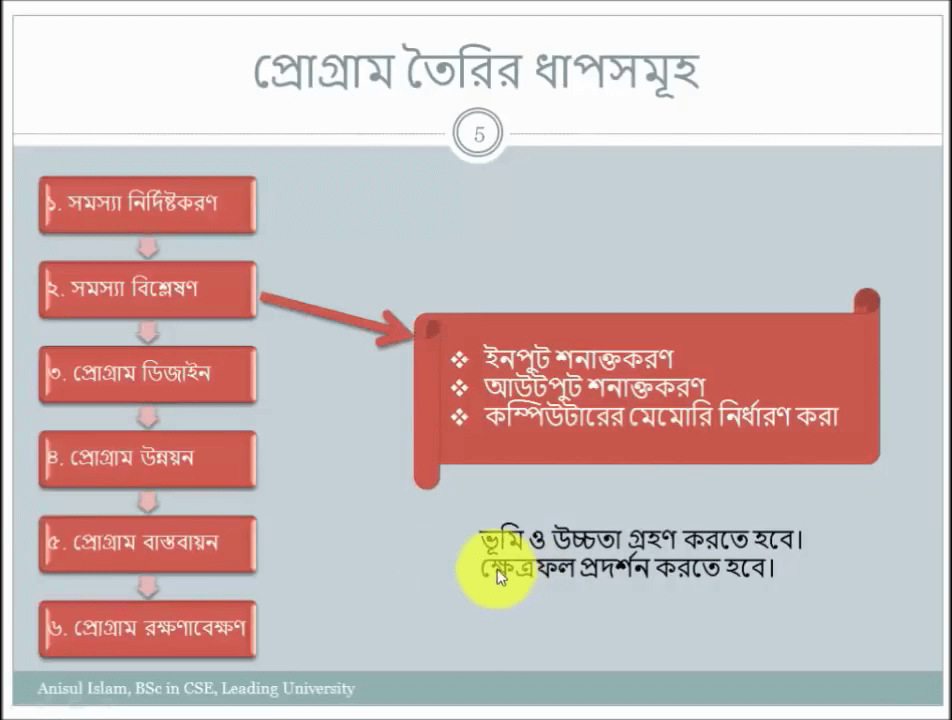 প্রোগ্রাম তৈরির ধাপসমূহ
5
১. সমস্যা নির্দিষ্টকরণ
২. সমস্যা বিশ্লেষণ
৩. প্রোগ্রাম ডিজাইন
৪. প্রোগ্রাম উন্নয়ন
৫. প্রোগ্রাম বাস্তবায়ন
৬. প্রোগ্রাম রক্ষণাবেক্ষণ
❖ ইনপুট শনাক্তকরণ
❖ আউটপুট শনাক্তকরণ
❖ কম্পিউটারের মেমোরি নির্ধারণ করা
ভূমি ও উচ্চতা গ্রহণ করতে হবে।
ক্ষেত্রফল প্রদর্শন করতে হবে।
Anisul Islam, BSc in CSE, Leading University